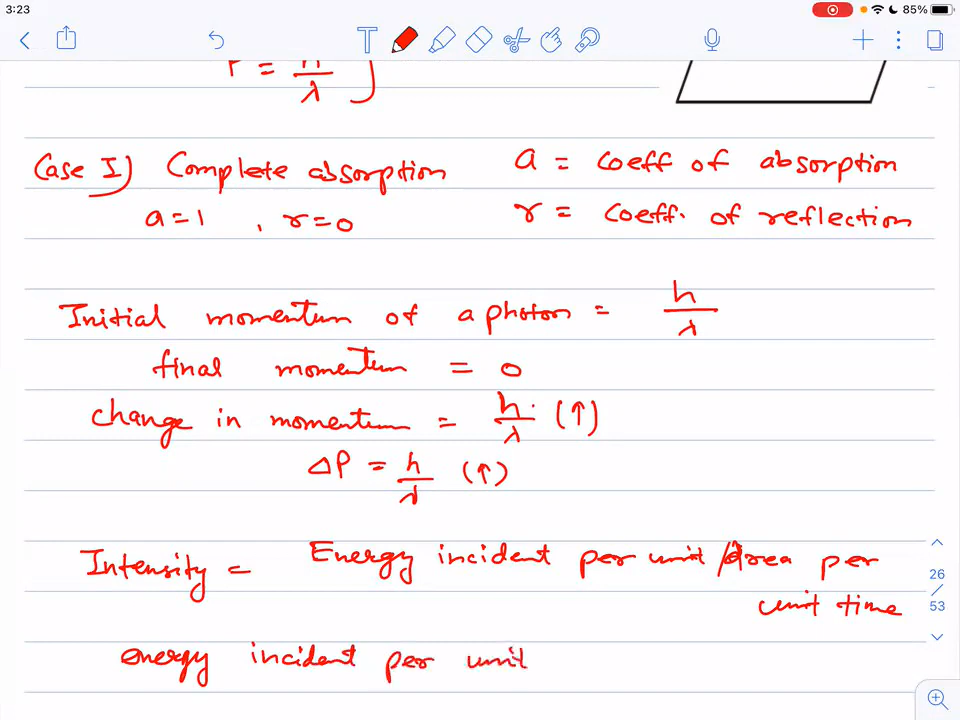 3:23
85%
P = h/λ
Case I) Complete absorption
a = coeff of absorption
a=1 , r=0
r = coeff. of reflection
Initial momentum of a photon = h/λ
final momentum = 0
change in momentum = h/λ (↑)
ΔP = h/λ (↑)
Intensity = Energy incident per unit Area per
unit time
energy incident per unit
26
/
53